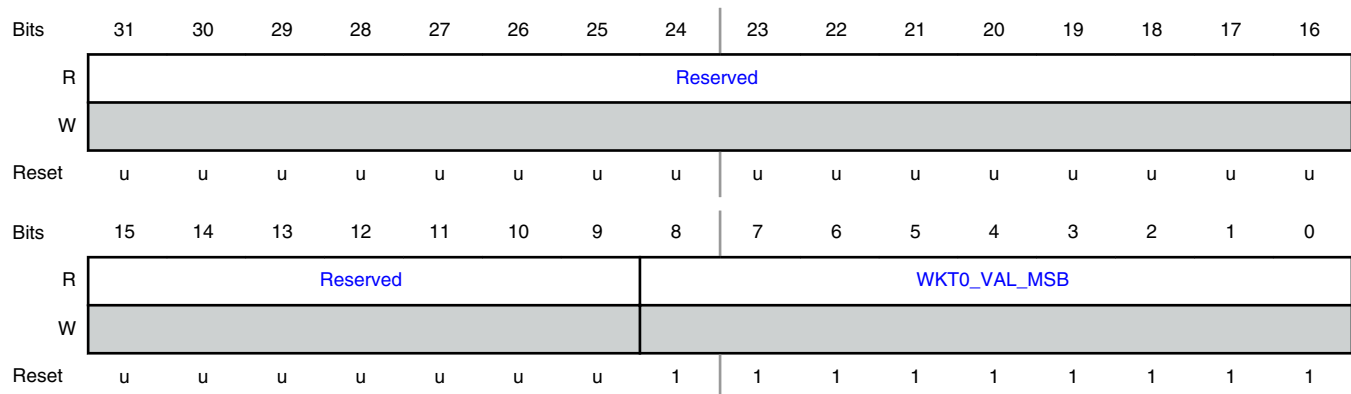 Bits 31 30 29 28 27 26 25 24 23 22 21 20 19 18 17 16
R Reserved
W
Reset u u u u u u u u u u u u u u u u
Bits 15 14 13 12 11 10 9 8 7 6 5 4 3 2 1 0
R Reserved WKT0_VAL_MSB
W
Reset u u u u u u u 1 1 1 1 1 1 1 1 1